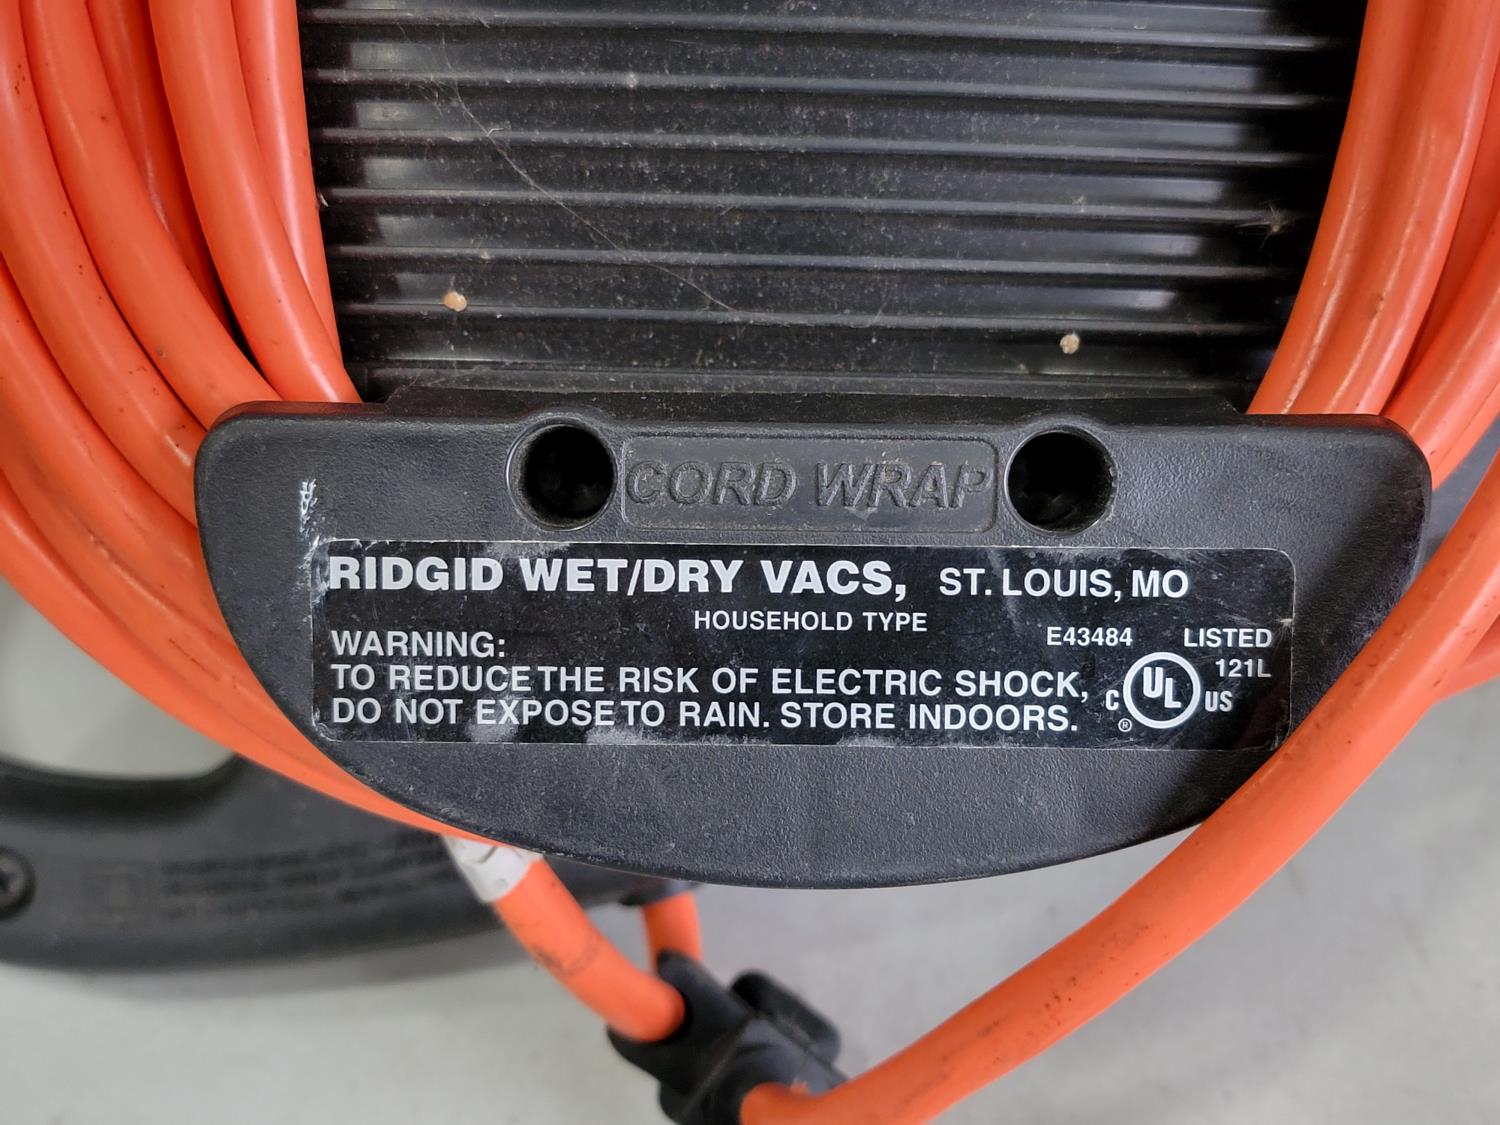 CORD WRAP
RIDGID WET/DRY VACS, ST. LOUIS, MO
HOUSEHOLD TYPE
WARNING:
TO REDUCE THE RISK OF ELECTRIC SHOCK,
DO NOT EXPOSE TO RAIN. STORE INDOORS.
E43484 LISTED
121L
C UL US
®